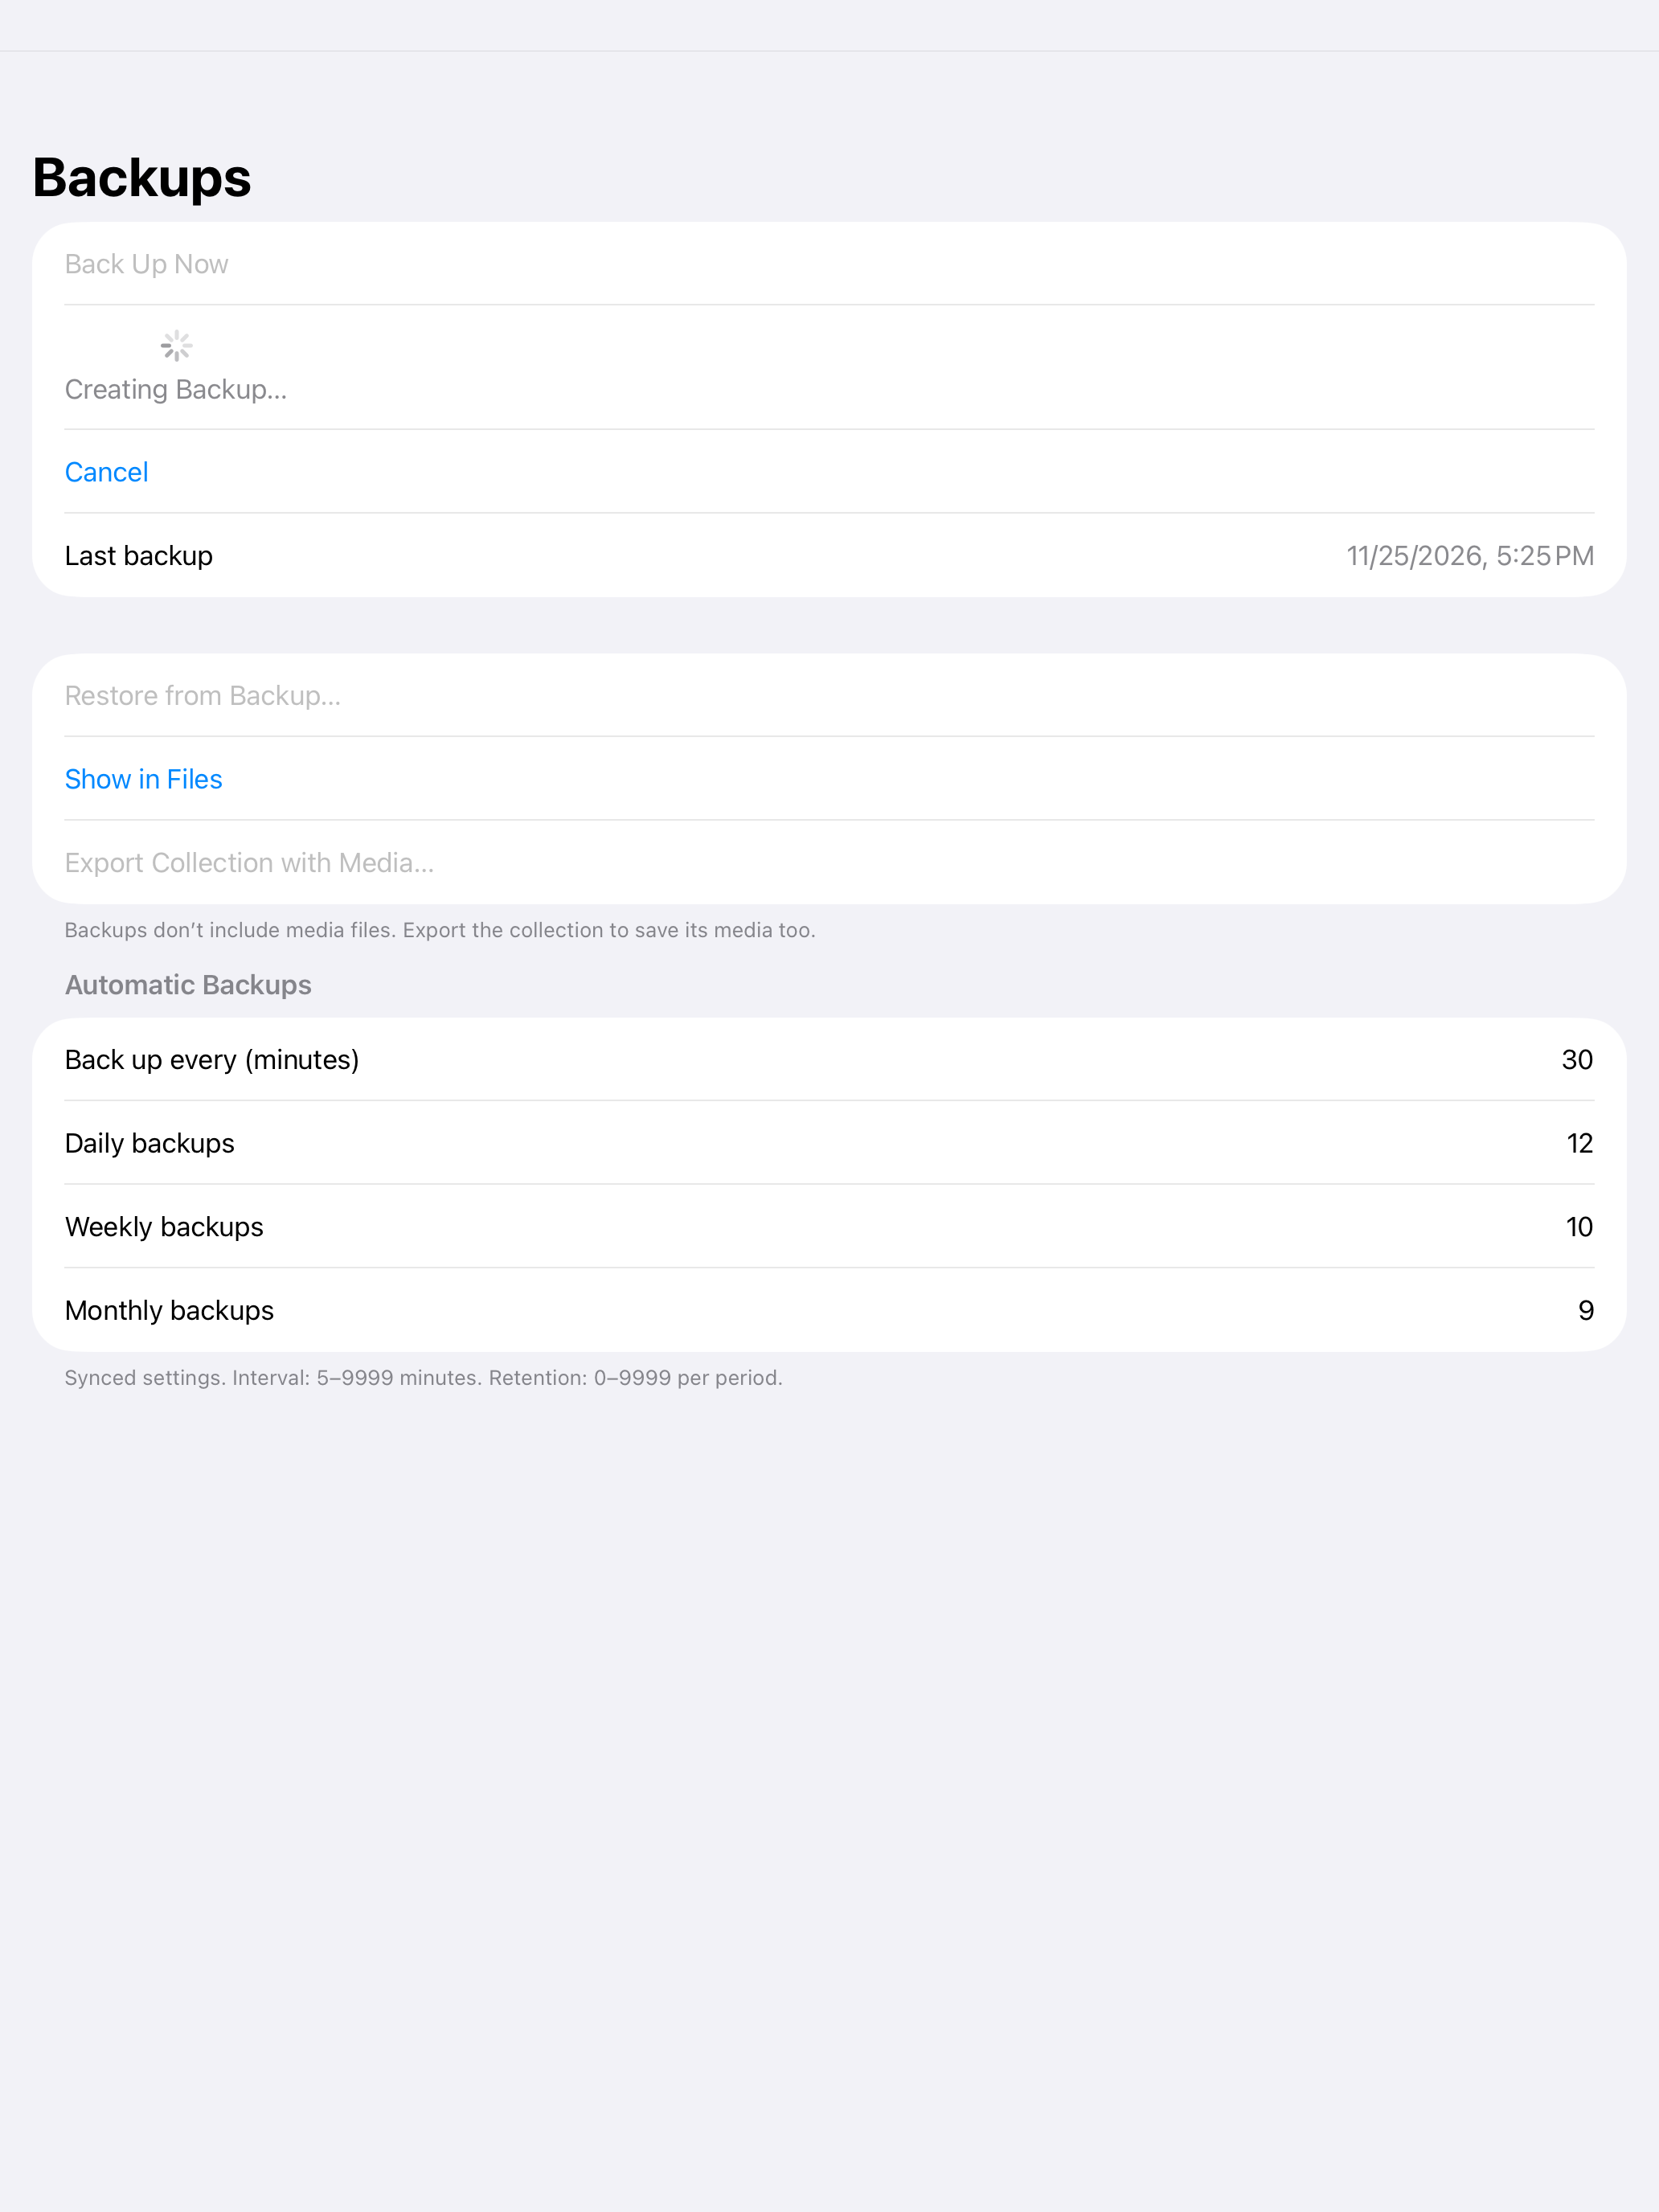 Backups
Back Up Now
Creating Backup...
Cancel
Last backup 11/25/2026, 5:25 PM
Restore from Backup...
Show in Files
Export Collection with Media...
Backups don’t include media files. Export the collection to save its media too.
Automatic Backups
Back up every (minutes) 30
Daily backups 12
Weekly backups 10
Monthly backups 9
Synced settings. Interval: 5–9999 minutes. Retention: 0–9999 per period.